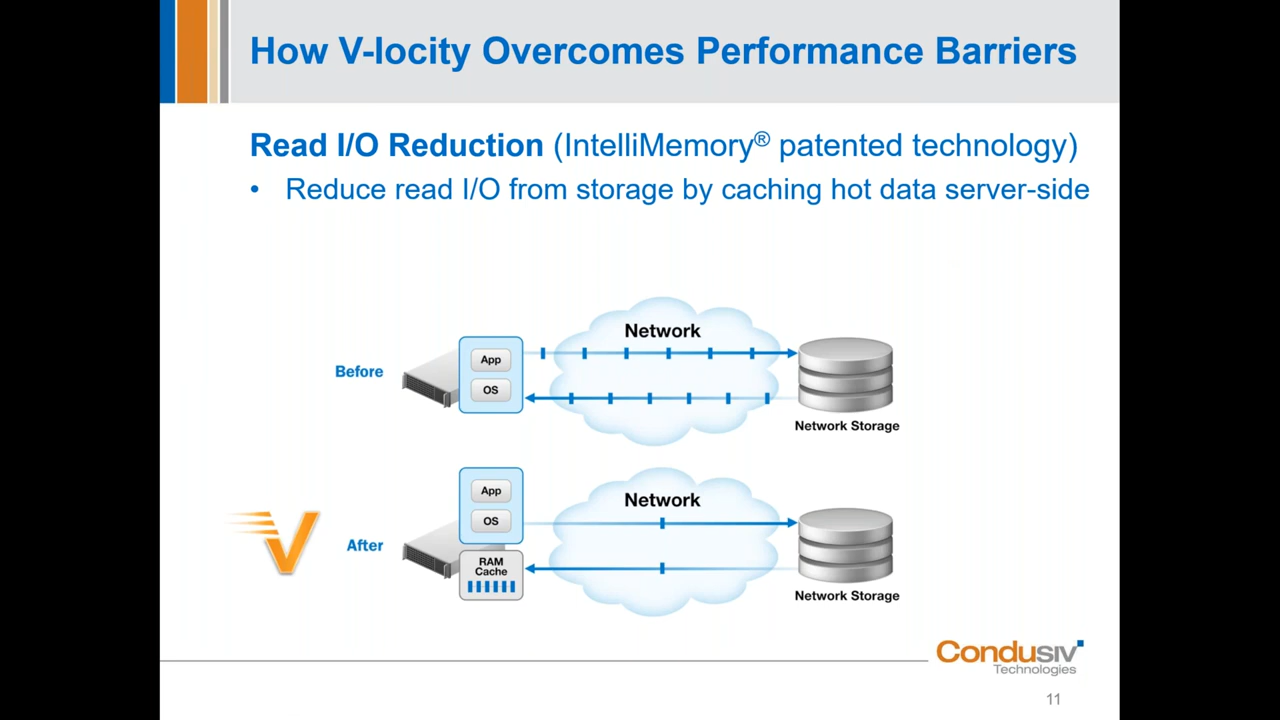 How V-locity Overcomes Performance Barriers
Read I/O Reduction (IntelliMemory® patented technology)
• Reduce read I/O from storage by caching hot data server-side
Network
Before
App
OS
Network Storage
Network
After
App
OS
RAM
Cache
Network Storage
V
Condusiv
Technologies
11